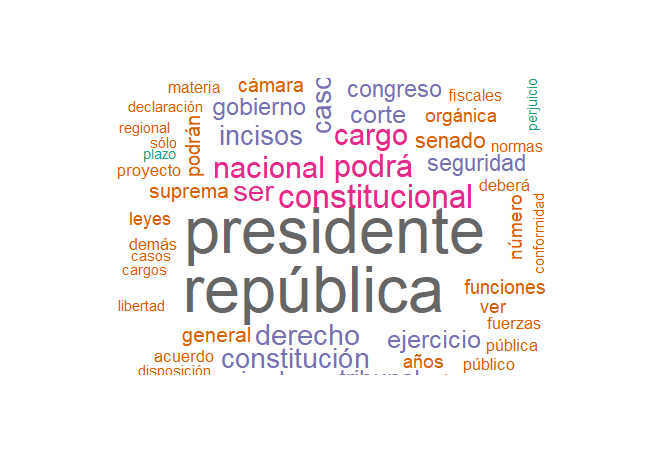 materia
cámara
congreso
fiscales
perjuicio
declaración
gobierno
corte
orgánica
regional
sólo
podrán
incisos
cargo
senado
normas
plazo
proyecto
nacional
podrá
seguridad
suprema
ser
constitucional
deberá
leyes
presidente
número
conformidad
demás
casos
cargos
república
funciones
libertad
ver
general
derecho
ejercicio
fuerzas
pública
acuerdo
constitución
años
público
disposición
tribunal